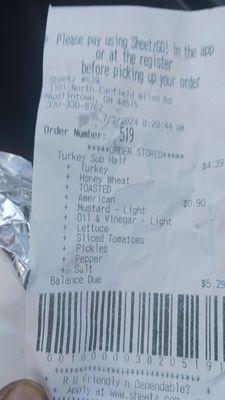 Please pay using SheetzGO! in the app
or at the register
before picking up your order
Sheetz #639
1101 North Canfield Niles Rd
Austintown, OH 44515
330-330-8762
7/3/2024 8:28:44 AM
Order Number: 519
*****ORDER STORED*****
Turkey Sub Half $4.39
+ Turkey
+ Honey Wheat
+ TOASTED
+ American $0.90
+ Mustard - Light
+ Oil & Vinegar - Light
+ Lettuce
+ Sliced Tomatoes
+ Pickles
+ Pepper
+ Salt
Balance Due $5.29
R U Friendly n Dependable?
Apply at www.sheetz.com